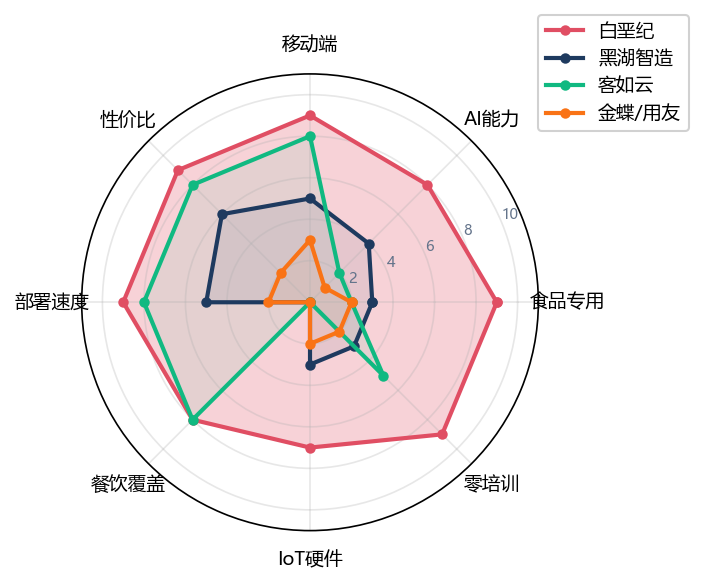 白垩纪
黑湖智造
客如云
金蝶/用友
移动端
性价比
AI能力
10
8
6
4
2
部署速度
食品专用
餐饮覆盖
零培训
IoT硬件